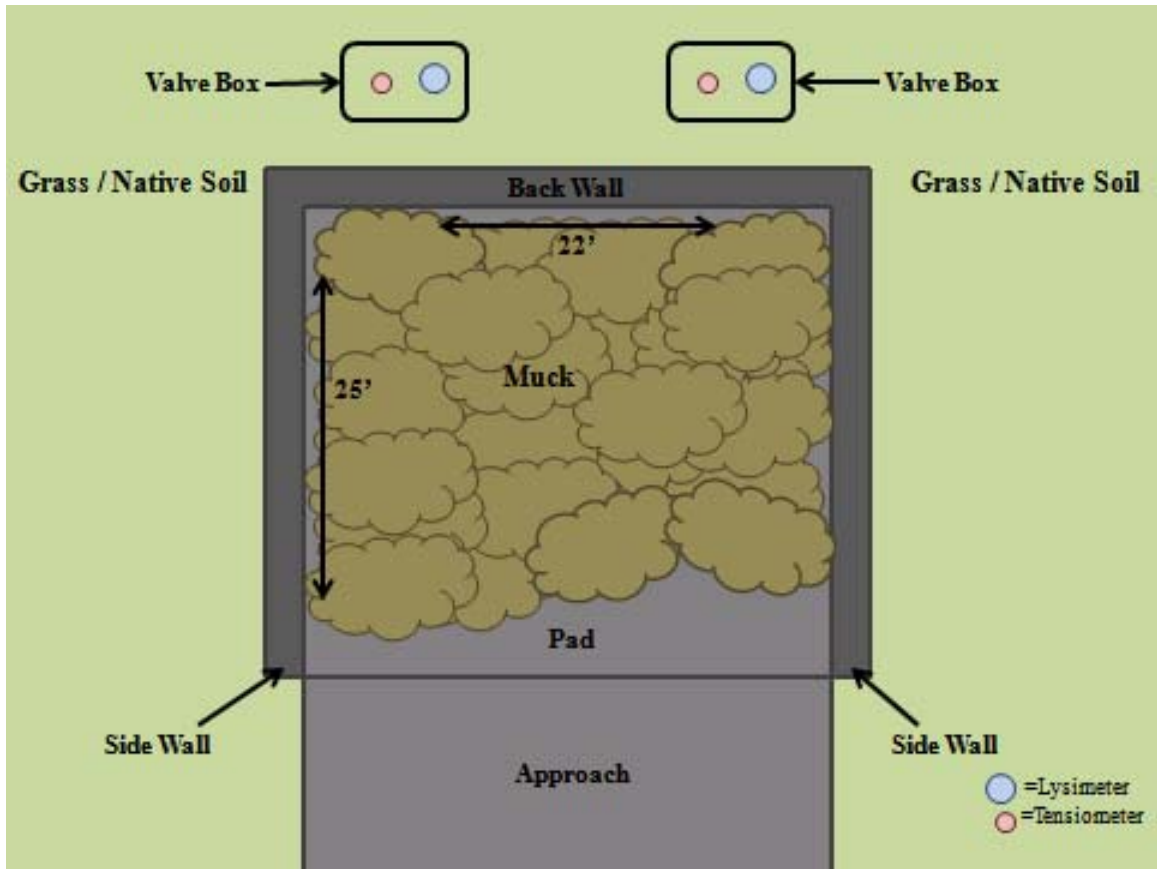 Valve Box
Valve Box
Grass / Native Soil
Back Wall
Grass / Native Soil
22’
25’
Muck
Pad
Side Wall
Side Wall
Approach
=Lysimeter
=Tensiometer